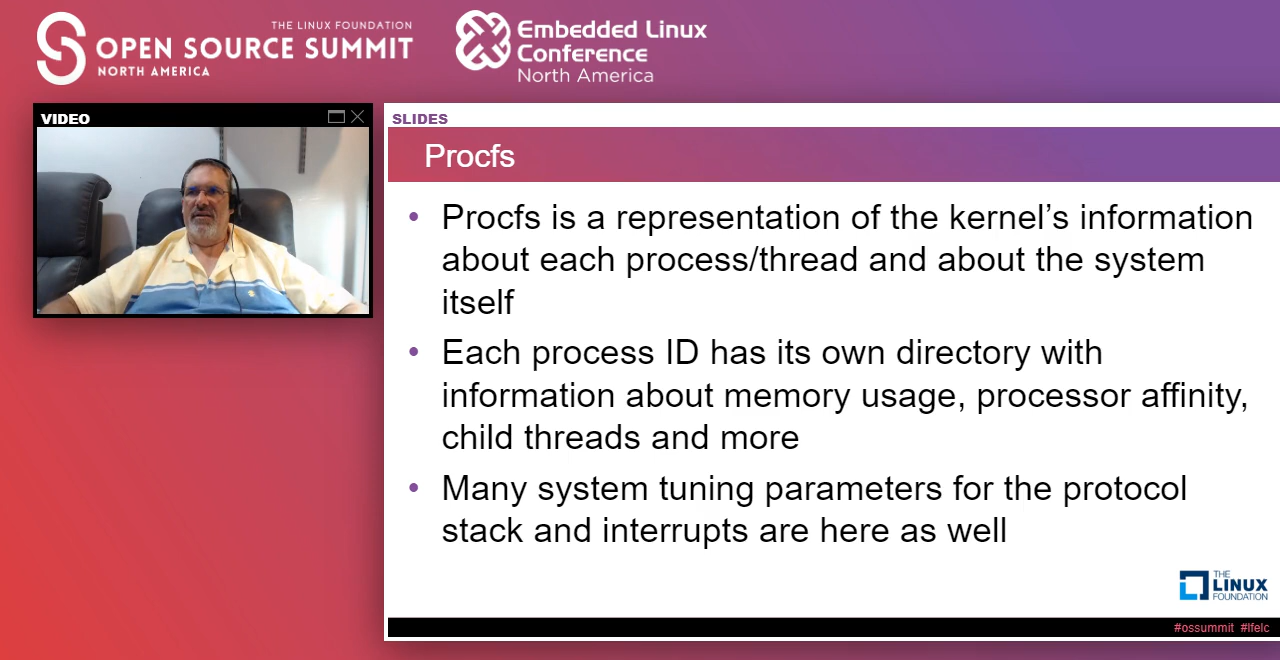 THE LINUX FOUNDATION
OPEN SOURCE SUMMIT
NORTH AMERICA
Embedded Linux
Conference
North America
VIDEO
SLIDES
Procfs
• Procfs is a representation of the kernel’s information
about each process/thread and about the system
itself
• Each process ID has its own directory with
information about memory usage, processor affinity,
child threads and more
• Many system tuning parameters for the protocol
stack and interrupts are here as well
THE
LINUX
FOUNDATION
#ossummit #lfelc